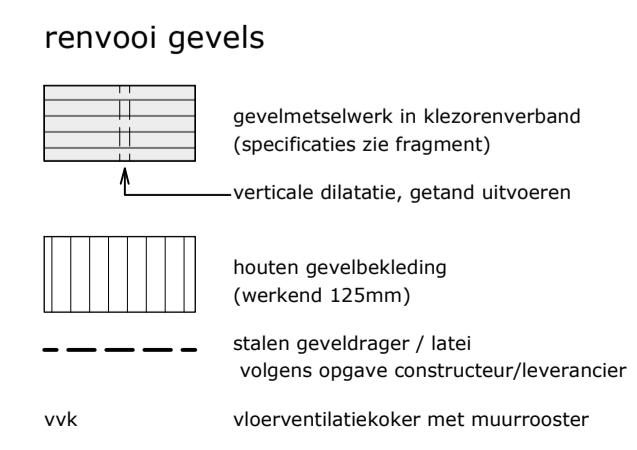 renvooi gevels
gevelmetselwerk in klezorenverband
(specificaties zie fragment)
verticale dilatatie, getand uitvoeren
houten gevelbekleding
(werkend 125mm)
stalen geveldrager / latei
volgens opgave constructeur/leverancier
vvk vloerventilatiekoker met muurrooster